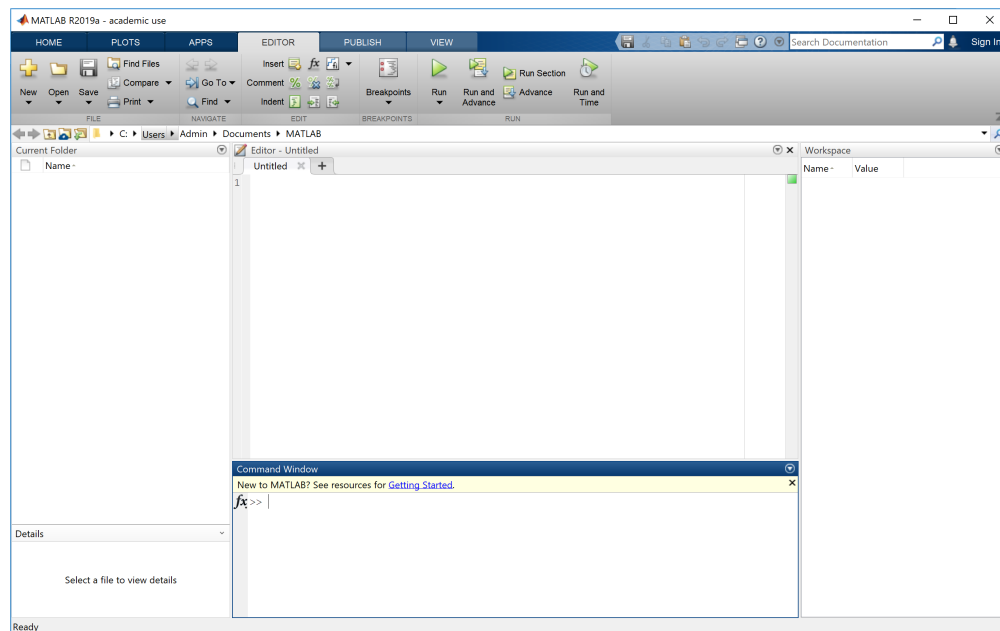 MATLAB R2019a - academic use
HOME PLOTS APPS EDITOR PUBLISH VIEW Search Documentation Sign In
New Open Save Find Files Compare Print
Go To Find
Insert fx Comment Indent
Breakpoints
Run Run and Advance Run Section Advance Run and Time
FILE NAVIGATE EDIT BREAKPOINTS RUN
C: Users Admin Documents MATLAB
Current Folder
Name
Editor - Untitled
Untitled +
1
Workspace
Name Value
Command Window
New to MATLAB? See resources for Getting Started.
fx >>
Details
Select a file to view details
Ready